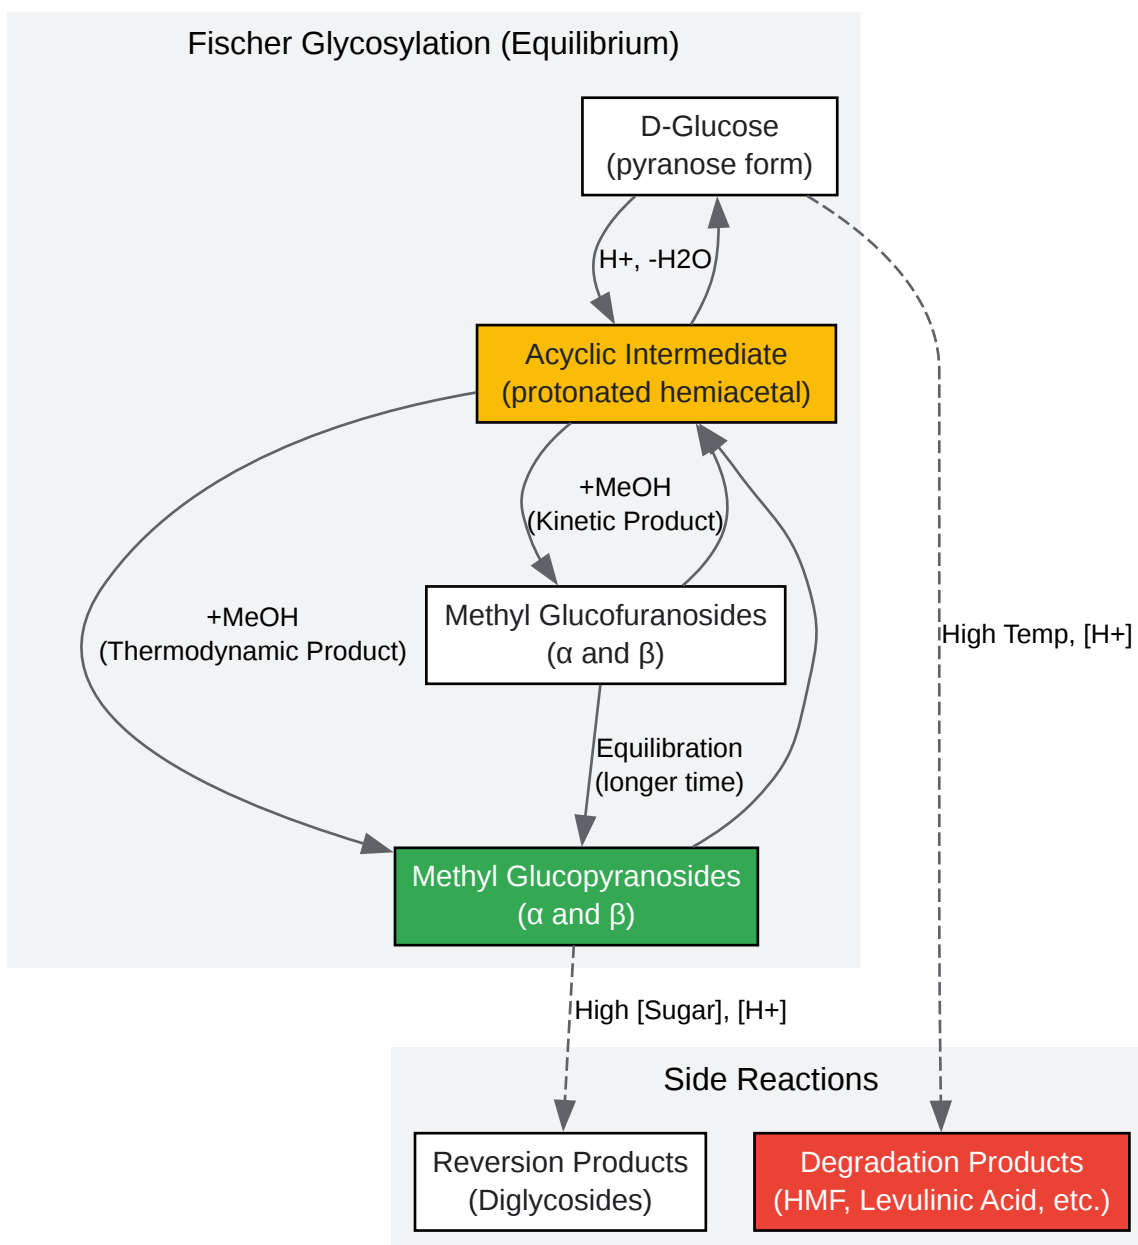 Fischer Glycosylation (Equilibrium)
D-Glucose
(pyranose form)
H+, -H2O
Acyclic Intermediate
(protonated hemiacetal)
+MeOH
(Kinetic Product)
+MeOH
(Thermodynamic Product)
Methyl Glucofuranosides
(α and β)
High Temp, [H+]
Equilibration
(longer time)
Methyl Glucopyranosides
(α and β)
High [Sugar], [H+]
Side Reactions
Reversion Products
(Diglycosides)
Degradation Products
(HMF, Levulinic Acid, etc.)